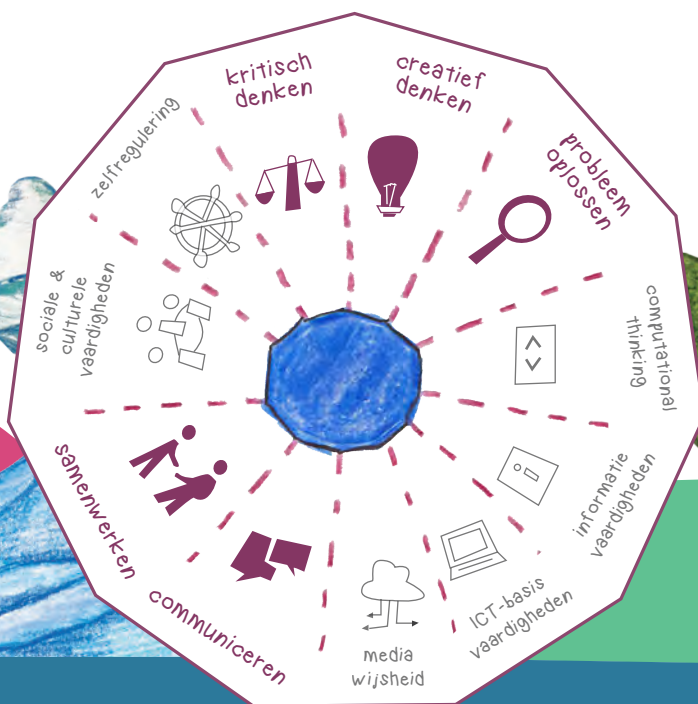 kritisch
denken
creatief
denken
probleem
oplossen
computational
thinking
informatie
vaardigheden
ICT-basis
vaardigheden
media
wijsheid
communiceren
samenwerken
sociale &
culturele
vaardigheden
zelfregulering